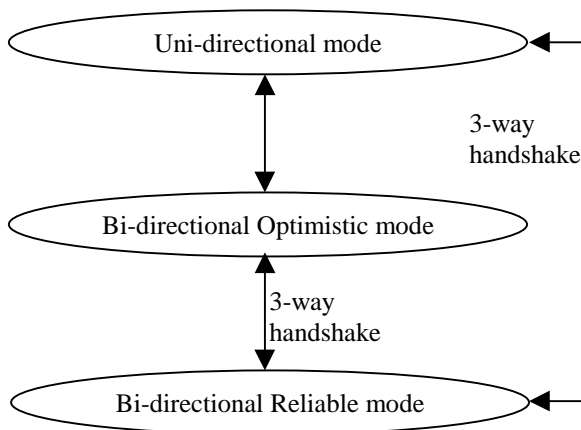 Uni-directional mode
3-way
handshake
Bi-directional Optimistic mode
3-way
handshake
Bi-directional Reliable mode